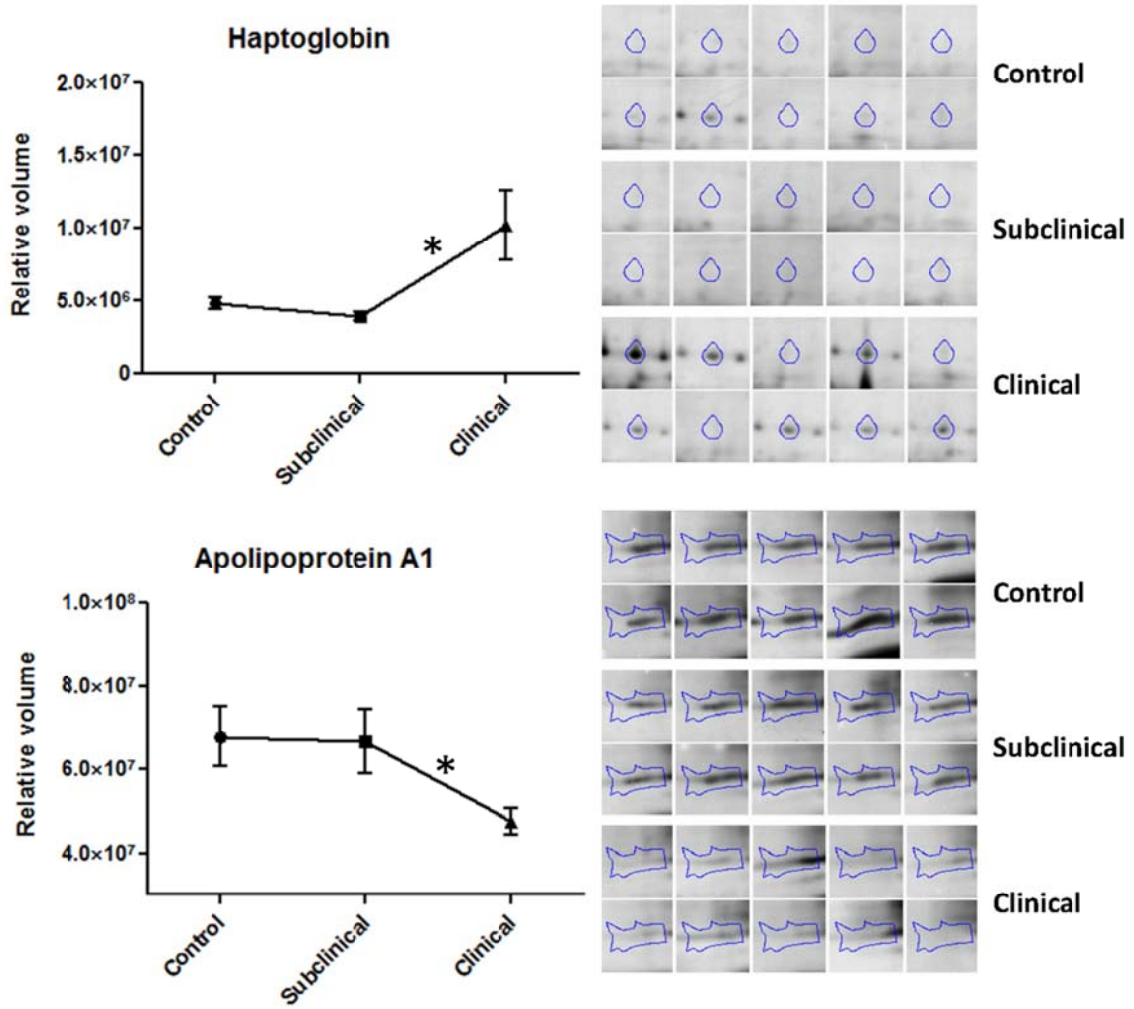 Haptoglobin
Relative volume
2.0×10⁷
1.5×10⁷
1.0×10⁷
5.0×10⁶
0
Control
Subclinical
Clinical
*
Control
Subclinical
Clinical
Apolipoprotein A1
Relative volume
1.0×10⁸
8.0×10⁷
6.0×10⁷
4.0×10⁷
Control
Subclinical
Clinical
*
Control
Subclinical
Clinical